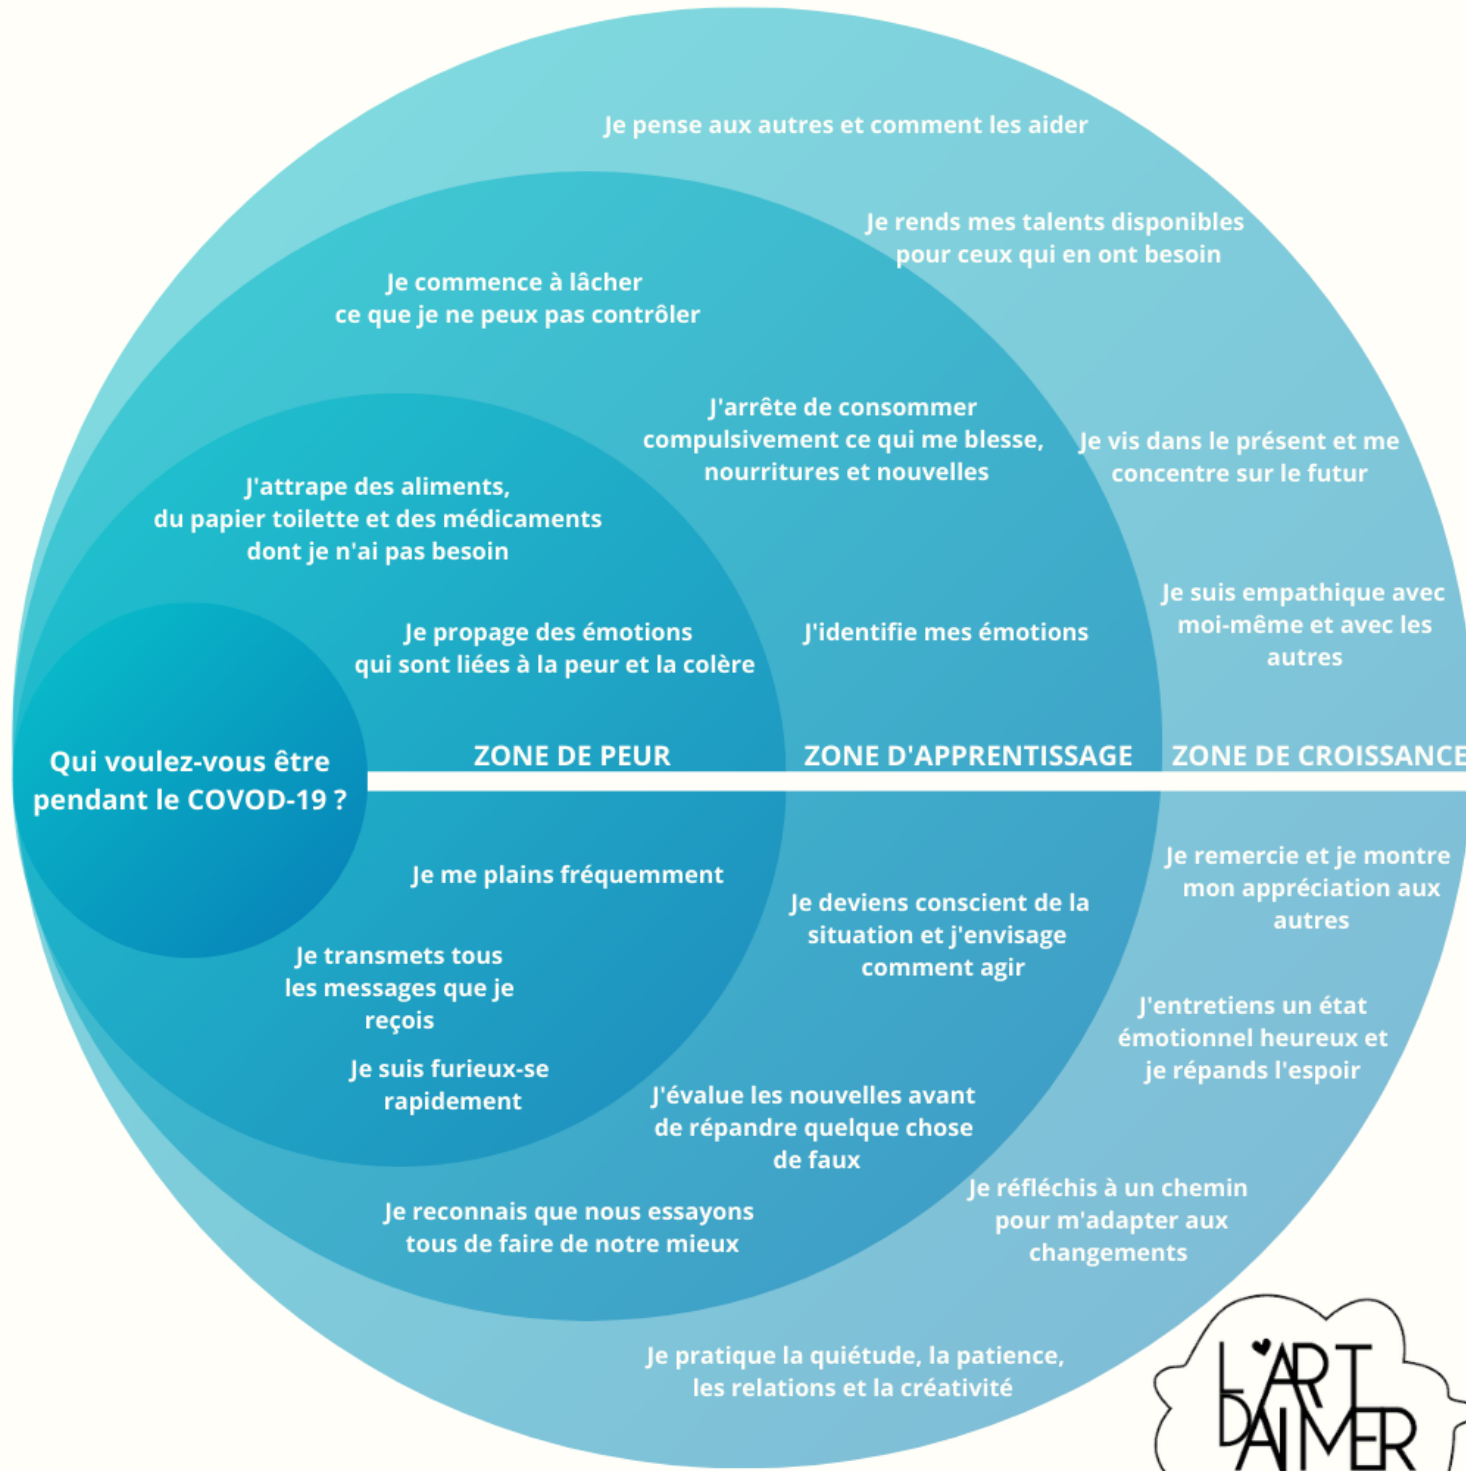 Je pense aux autres et comment les aider
Je rends mes talents disponibles
pour ceux qui en ont besoin
Je commence à lâcher
ce que je ne peux pas contrôler
J'arrête de consommer
compulsivement ce qui me blesse,
nourritures et nouvelles
Je vis dans le présent et me
concentre sur le futur
J'attrape des aliments,
du papier toilette et des médicaments
dont je n'ai pas besoin
Je suis empathique avec
moi-même et avec les
autres
Je propage des émotions
qui sont liées à la peur et la colère
J'identifie mes émotions
Qui voulez-vous être
pendant le COVOD-19 ?
ZONE DE PEUR
ZONE D'APPRENTISSAGE
ZONE DE CROISSANCE
Je me plains fréquemment
Je remercie et je montre
mon appréciation aux
autres
Je deviens conscient de la
situation et j'envisage
comment agir
Je transmets tous
les messages que je
reçois
J'entretiens un état
émotionnel heureux et
je répands l'espoir
Je suis furieux-se
rapidement
J'évalue les nouvelles avant
de répandre quelque chose
de faux
Je réfléchis à un chemin
pour m'adapter aux
changements
Je reconnais que nous essayons
tous de faire de notre mieux
Je pratique la quiétude, la patience,
les relations et la créativité
L'ART
D'AIMER